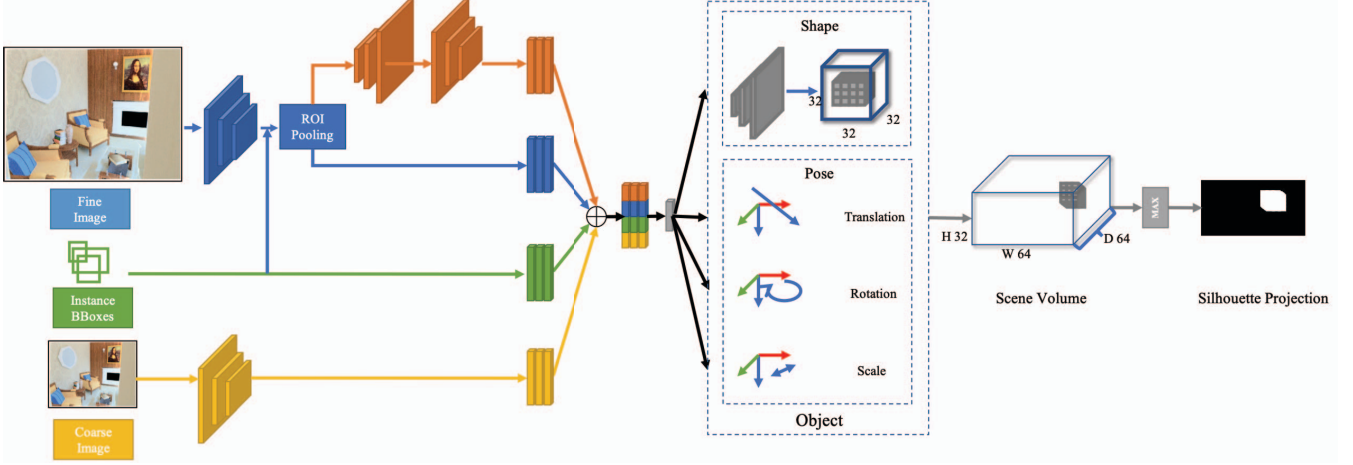 Fine
Image
Instance
BBoxes
Coarse
Image
ROI
Pooling
Shape
32
32
32
Pose
Translation
Rotation
Scale
Object
H 32
W 64
D 64
Scene Volume
MAX
Silhouette Projection